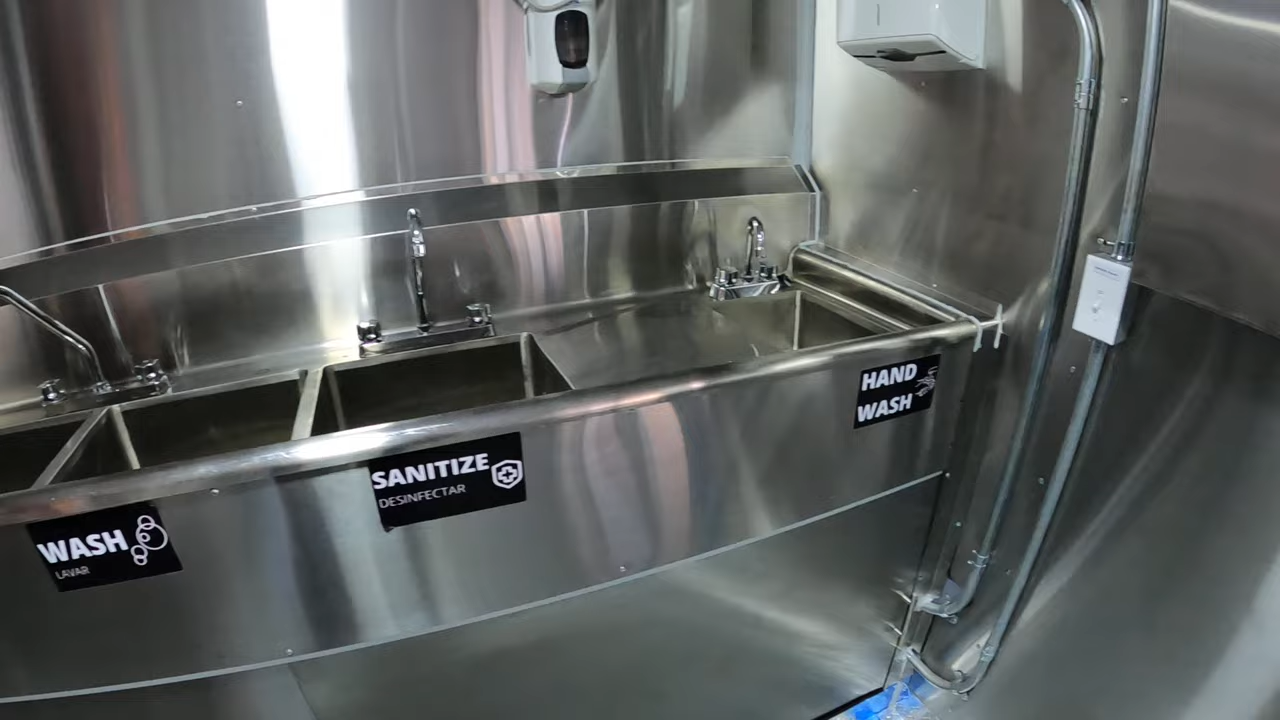 WASH
LAVAR
SANITIZE
DESINFECTAR
HAND
WASH